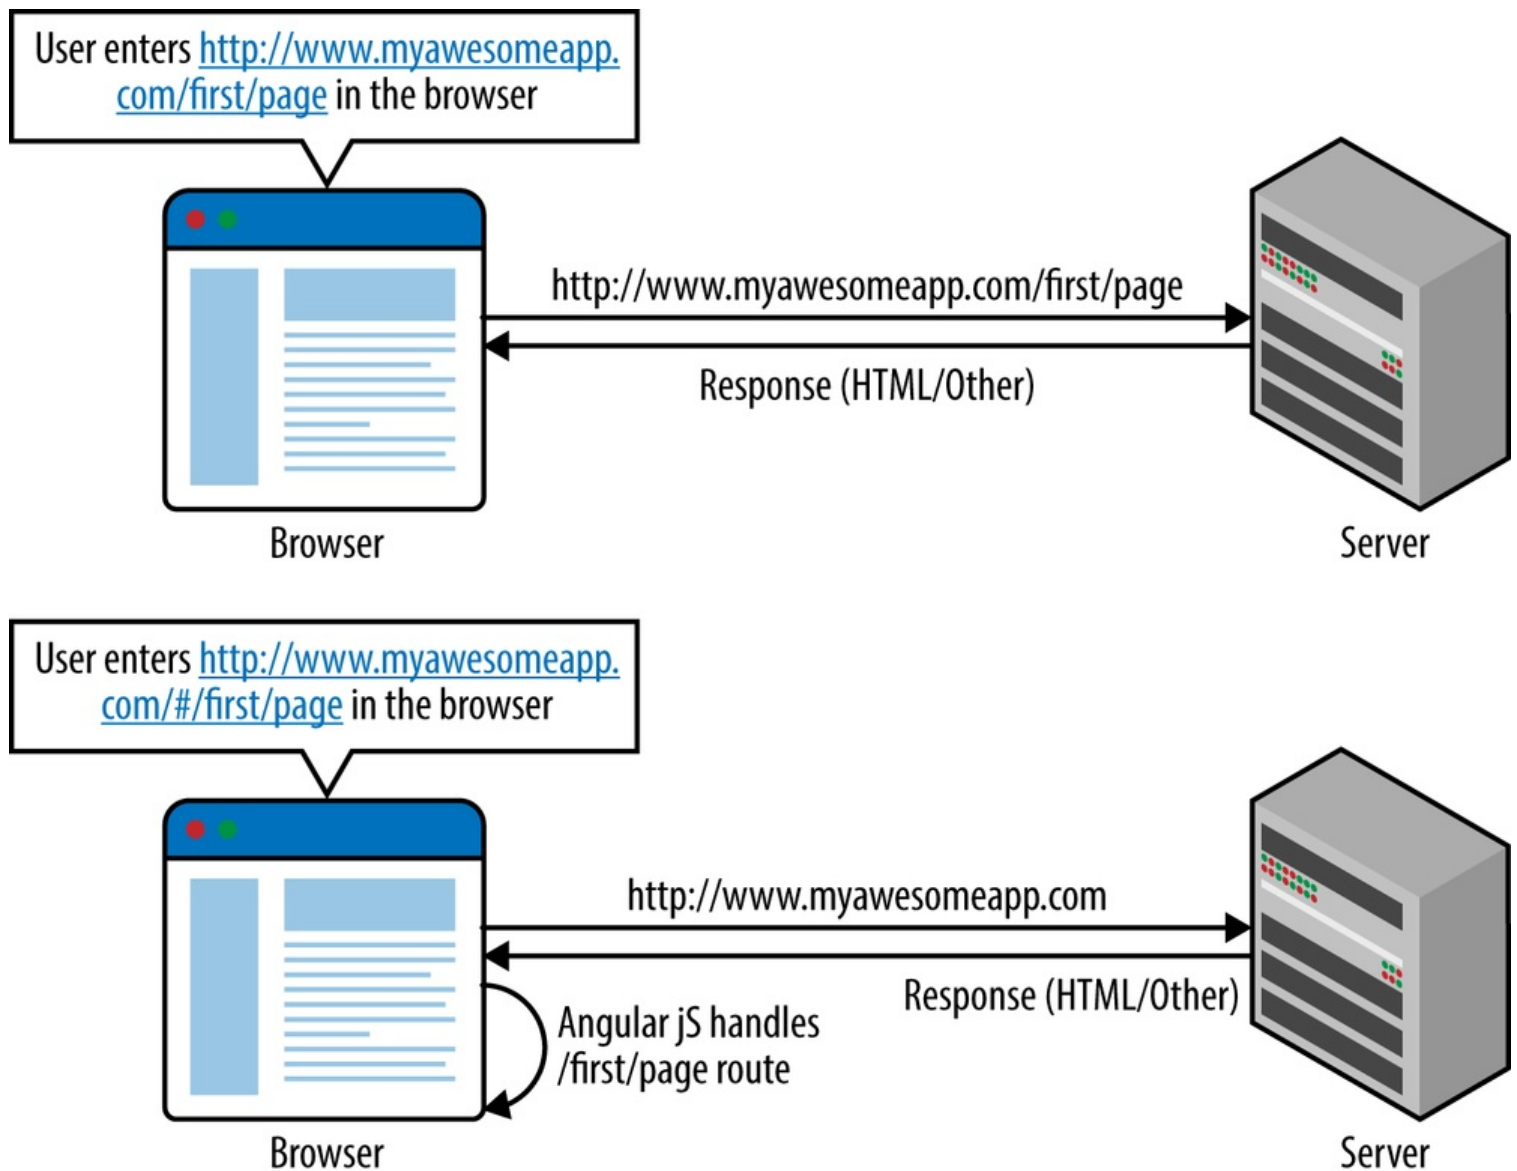 User enters http://www.myawesomeapp.
com/first/page in the browser
http://www.myawesomeapp.com/first/page
Response (HTML/Other)
Browser
Server
User enters http://www.myawesomeapp.
com/#/first/page in the browser
http://www.myawesomeapp.com
Response (HTML/Other)
Angular jS handles
/first/page route
Browser
Server